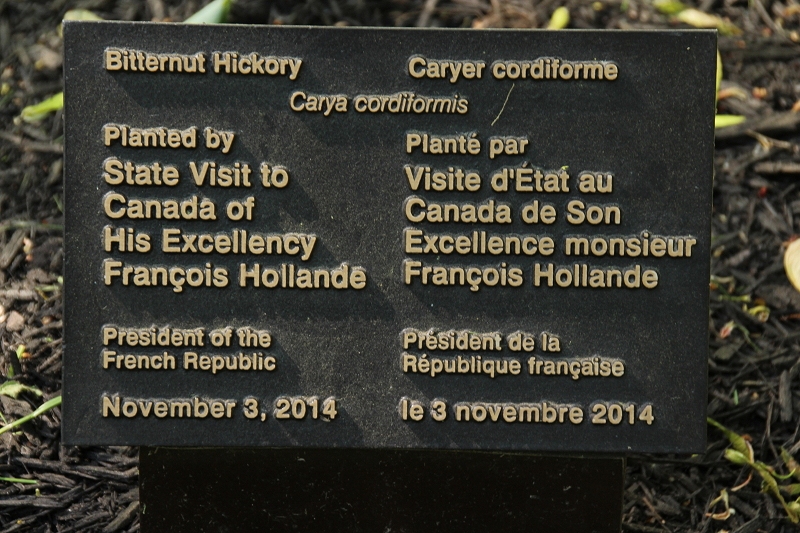 Bitternut Hickory
Caryer cordiforme
Carya cordiformis
Planted by
State Visit to
Canada of
His Excellency
François Hollande
President of the
French Republic
November 3, 2014
Planté par
Visite d'État au
Canada de Son
Excellence monsieur
François Hollande
Président de la
République française
le 3 novembre 2014